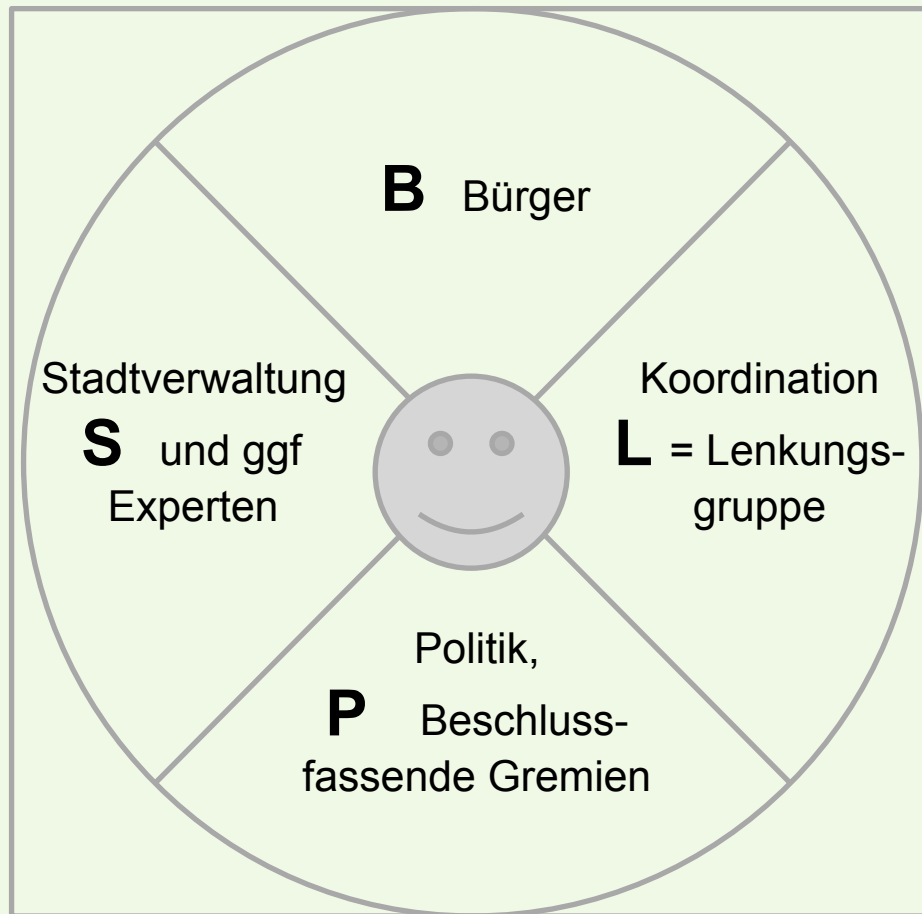 B Bürger
Stadtverwaltung
S und ggf
Experten
Koordination
L = Lenkungs-
gruppe
Politik,
P Beschluss-
fassende Gremien